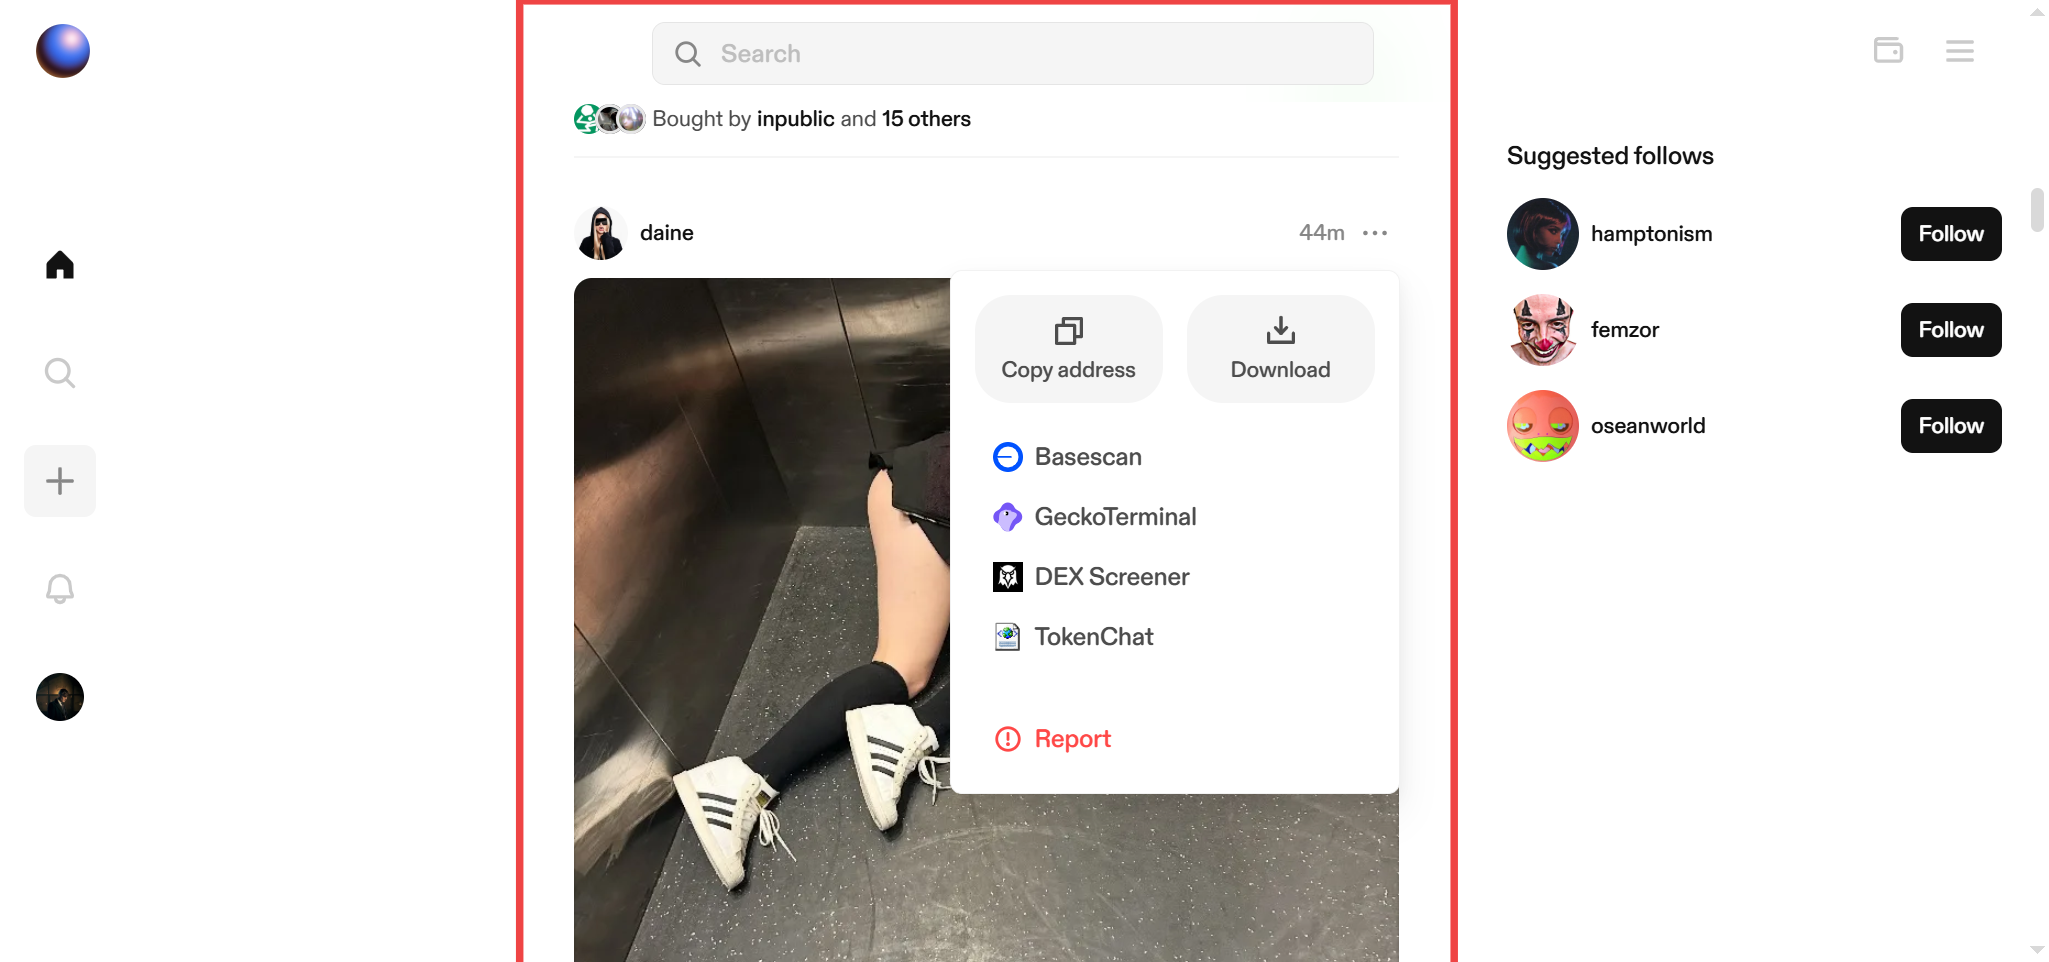 Search
Bought by inpublic and 15 others
daine
44m
Copy address
Download
Basescan
GeckoTerminal
DEX Screener
TokenChat
Report
Suggested follows
hamptonism
Follow
femzor
Follow
oseanworld
Follow